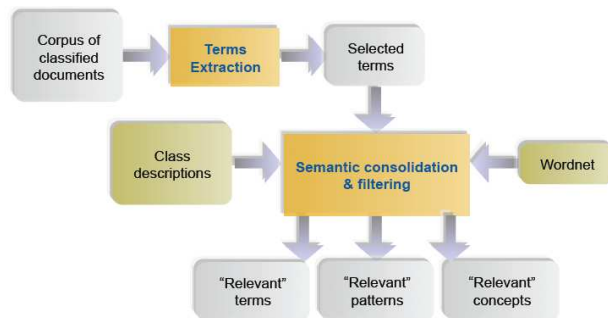 Corpus of
classified
documents
Terms
Extraction
Selected
terms
Class
descriptions
Semantic consolidation
& filtering
Wordnet
“Relevant”
terms
“Relevant”
patterns
“Relevant”
concepts